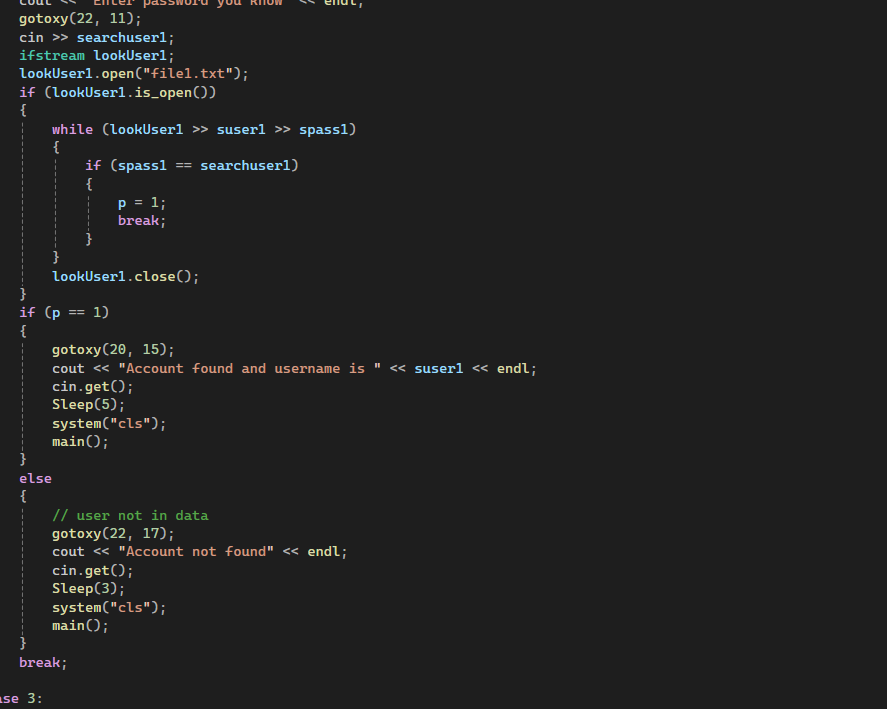 cout << "Enter password you know" << endl;
gotoxy(22, 11);
cin >> searchuser1;
ifstream lookUser1;
lookUser1.open("file1.txt");
if (lookUser1.is_open())
{
while (lookUser1 >> suser1 >> spass1)
{
if (spass1 == searchuser1)
{
p = 1;
break;
}
}
lookUser1.close();
}
if (p == 1)
{
gotoxy(20, 15);
cout << "Account found and username is " << suser1 << endl;
cin.get();
Sleep(5);
system("cls");
main();
}
else
{
// user not in data
gotoxy(22, 17);
cout << "Account not found" << endl;
cin.get();
Sleep(3);
system("cls");
main();
}
break;
ase 3: